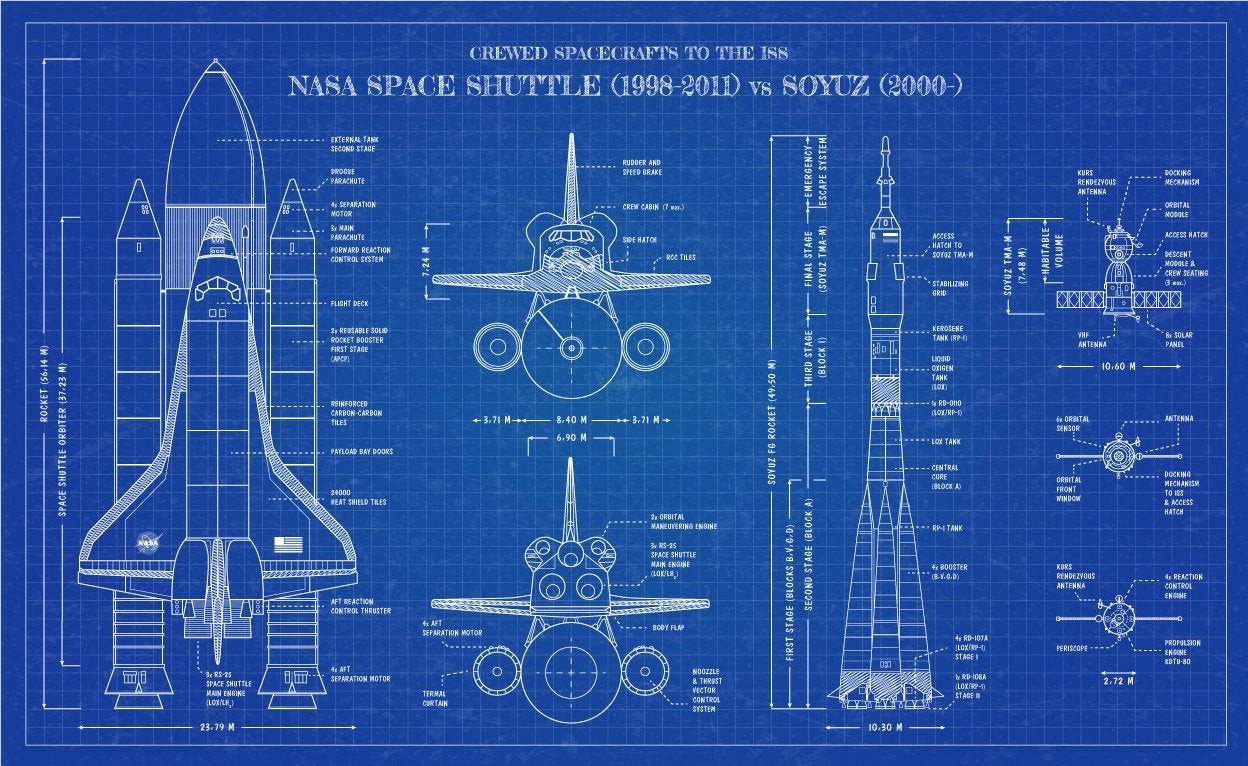 CREWED SPACECRAFTS TO THE ISS
NASA SPACE SHUTTLE (1998-2011) vs SOYUZ (2000-)
EXTERNAL TANK
SECOND STAGE
DROGUE
PARACHUTE
4x SEPARATION
MOTOR
3x MAIN
PARACHUTE
FORWARD REACTION
CONTROL SYSTEM
FLIGHT DECK
2x REUSABLE SOLID
ROCKET BOOSTER
FIRST STAGE
(APCP)
REINFORCED
CARBON-CARBON
TILES
PAYLOAD BAY DOORS
24000
HEAT SHIELD TILES
AFT REACTION
CONTROL THRUSTER
4x AFT
SEPARATION MOTOR
3x RS-25
SPACE SHUTTLE
MAIN ENGINE
(LOX/LH2)
NASA
ROCKET (56,14 M)
SPACE SHUTTLE ORBITER (37,23 M)
23,79 M
RUDDER AND
SPEED BRAKE
CREW CABIN (7 max.)
SIDE HATCH
RCC TILES
7,24 M
3,71 M
8,40 M
3,71 M
6,90 M
2x ORBITAL
MANEUVERING ENGINE
3x RS-25
SPACE SHUTTLE
MAIN ENGINE
(LOX/LH2)
BODY FLAP
4x AFT
SEPARATION MOTOR
TERMAL
CURTAIN
NOOZZLE
& THRUST
VECTOR
CONTROL
SYSTEM
SOYUZ FG ROCKET (49,50 M)
EMERGENCY
ESCAPE SYSTEM
FINAL STAGE
(SOYUZ TMA-M)
THIRD STAGE
(BLOCK I)
SECOND STAGE (BLOCK A)
FIRST STAGE (BLOCKS B,V,G,D)
ACCESS
HATCH TO
SOYUZ TMA-M
STABILIZING
GRID
KEROSENE
TANK (RP-1)
LIQUID
OXIGEN
TANK
(LOX)
1x RD-0110
(LOX/RP-1)
LOX TANK
CENTRAL
CORE
(BLOCK A)
RP-1 TANK
4x BOOSTER
(B,V,G,D)
4x RD-107A
(LOX/RP-1)
STAGE I
1x RD-108A
(LOX/RP-1)
STAGE II
10,30 M
KURS
RENDEZVOUS
ANTENNA
DOCKING
MECHANISM
ORBITAL
MODULE
ACCESS HATCH
DESCENT
MODULE &
CREW SEATING
(3 max.)
SOYUZ TMA-M
(7,48 M)
HABITABLE
VOLUME
VHF
ANTENNA
8x SOLAR
PANEL
10,60 M
6x ORBITAL
SENSOR
ANTENNA
ORBITAL
FRONT
WINDOW
DOCKING
MECHANISM
TO ISS
& ACCESS
HATCH
KURS
RENDEZVOUS
ANTENNA
4x REACTION
CONTROL
ENGINE
PERISCOPE
PROPULSION
ENGINE
KDTU-80
2,72 M